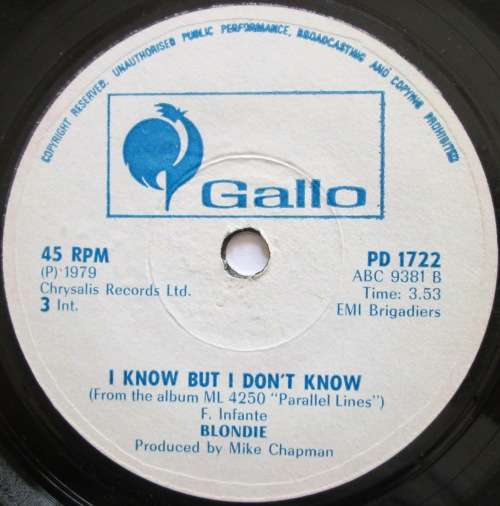 COPYRIGHT RESERVED. UNAUTHORISED PUBLIC PERFORMANCE, BROADCASTING AND COPYING PROHIBITED
Gallo
45 RPM
(P) 1979
Chrysalis Records Ltd.
3 Int.
PD 1722
ABC 9381 B
Time: 3.53
EMI Brigadiers
I KNOW BUT I DON'T KNOW
(From the album ML 4250 "Parallel Lines")
F. Infante
BLONDIE
Produced by Mike Chapman